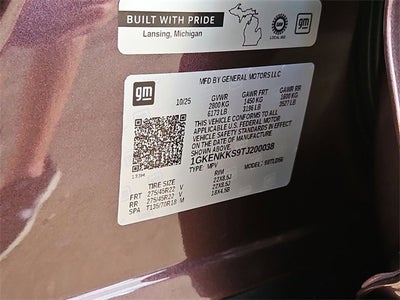 BUILT WITH PRIDE
Lansing, Michigan
gm
gm
MFD BY GENERAL MOTORS LLC
10/25 GVWR GAWR FRT GAWR RR
2800 KG 1450 KG 1600 KG
6173 LB 3196 LB 3527 LB
THIS VEHICLE CONFORMS TO ALL
APPLICABLE U.S. FEDERAL MOTOR
VEHICLE SAFETY STANDARDS IN EFFECT
ON THE DATE OF MANUFACTURE
SHOWN ABOVE.
1GKENKKS9TJ200038
TYPE: MPV
TIRE SIZE RIM
FRT 275/45R22 V 22X8.5J
RR 275/45R22 V 22X8.5J
SPA T135/70R18 M 18X4.5B